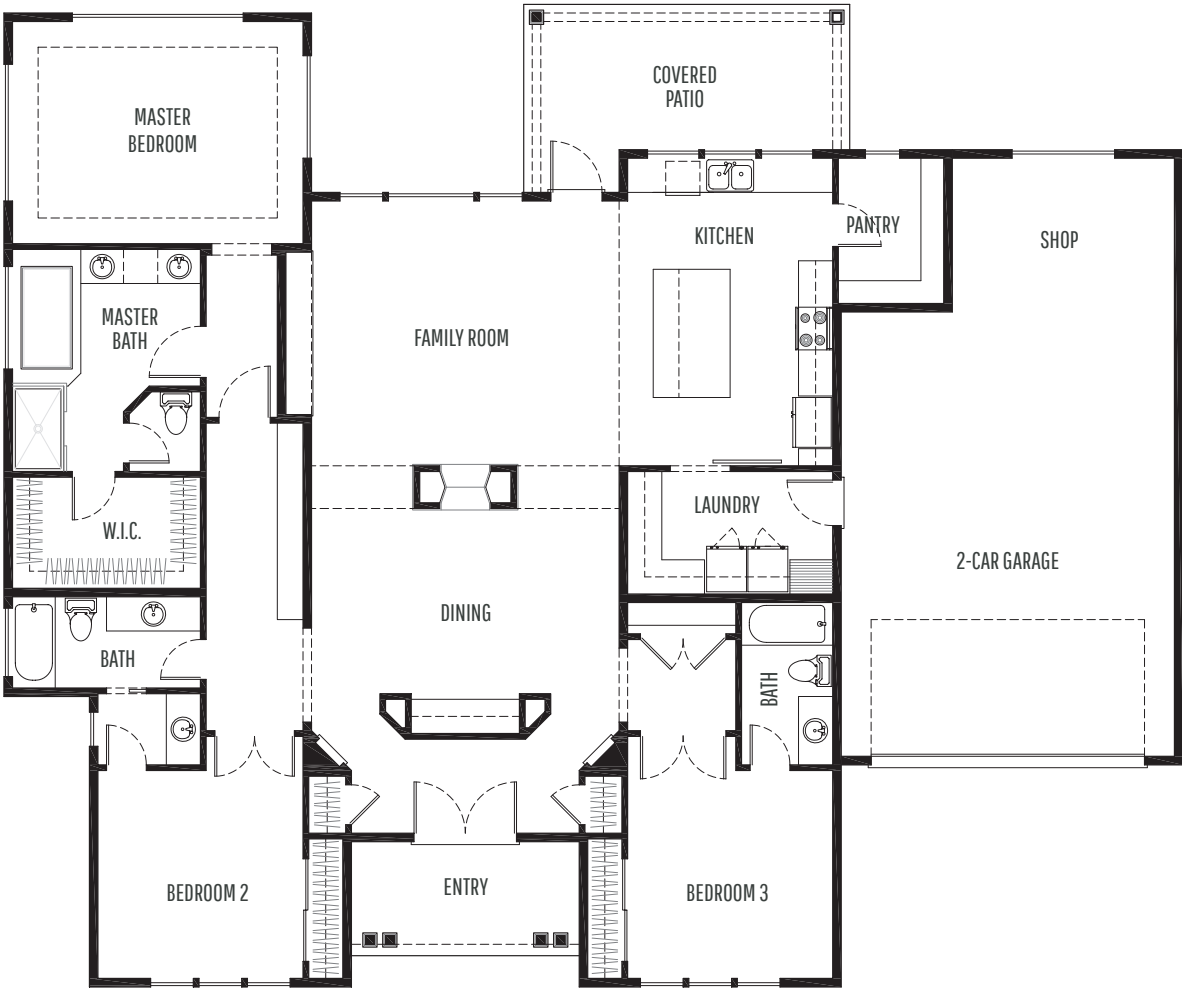 COVERED
PATIO
MASTER
BEDROOM
PANTRY
KITCHEN
SHOP
MASTER
BATH
FAMILY ROOM
LAUNDRY
W.I.C.
2-CAR GARAGE
DINING
BATH
BATH
BEDROOM 2
ENTRY
BEDROOM 3